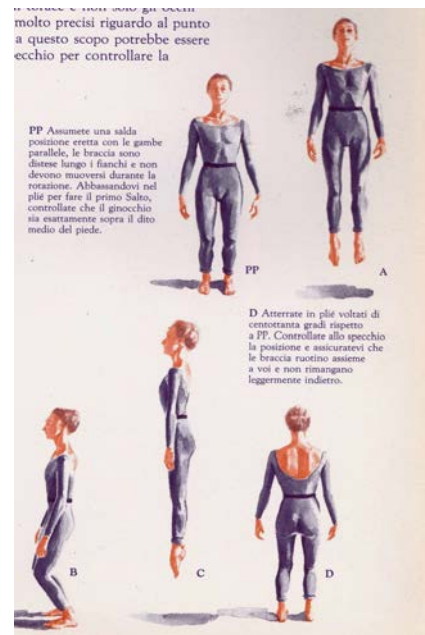 il torace e non solo gli occhi
molto precisi riguardo al punto
a questo scopo potrebbe essere
ecchio per controllare la
PP Assumete una salda
posizione eretta con le gambe
parallele, le braccia sono
distese lungo i fianchi e non
devono muoversi durante la
rotazione. Abbassandovi nel
plié per fare il primo Salto,
controllate che il ginocchio
sia esattamente sopra il dito
medio del piede.
PP
A
D Atterrate in plié voltati di
centottanta gradi rispetto
a PP. Controllate allo specchio
la posizione e assicuratevi che
le braccia ruotino assieme
a voi e non rimangano
leggermente indietro.
B
C
D